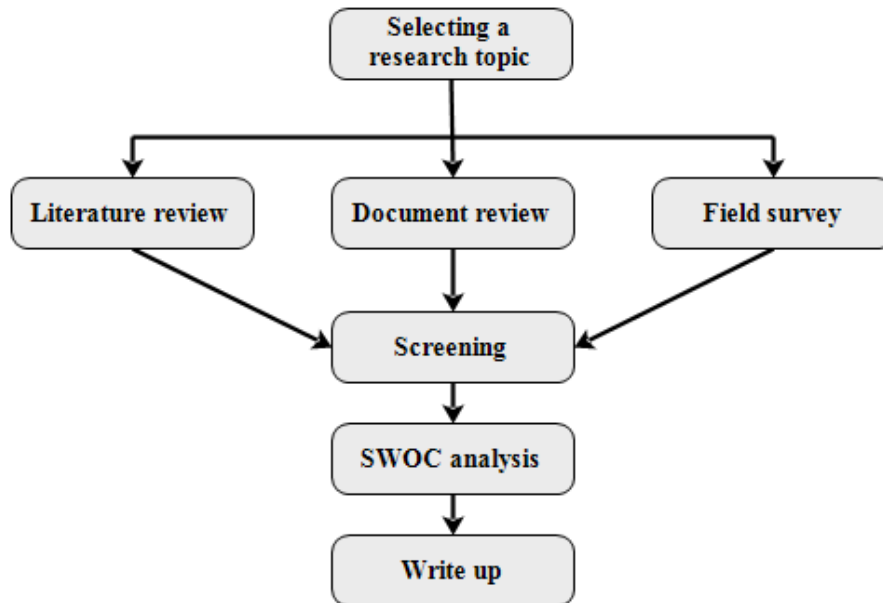 Selecting a
research topic
Literature review
Document review
Field survey
Screening
SWOC analysis
Write up